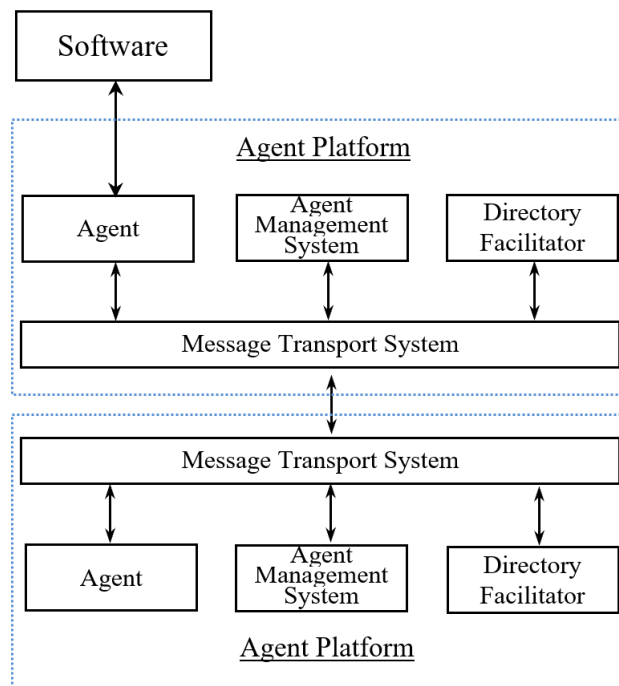 Software
Agent Platform
Agent
Agent
Management
System
Directory
Facilitator
Message Transport System
Message Transport System
Agent
Agent
Management
System
Directory
Facilitator
Agent Platform